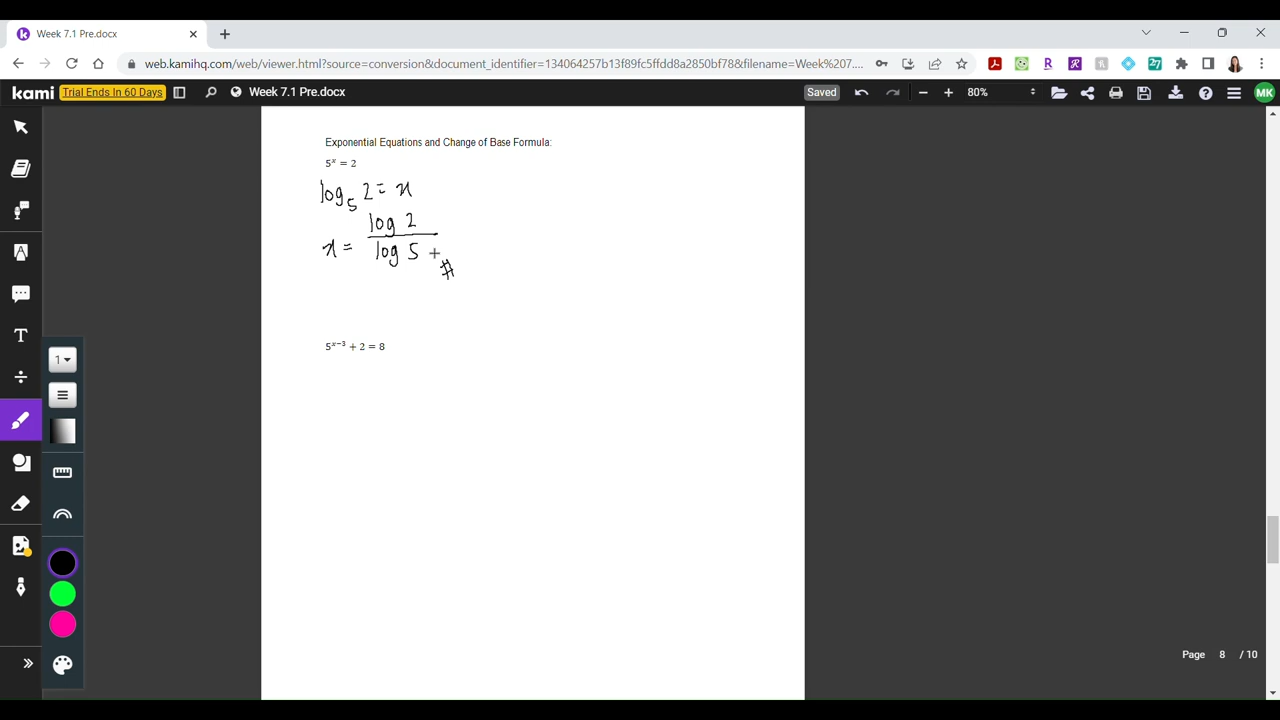 Week 7.1 Pre.docx
web.kamihq.com/web/viewer.html?source=conversion&document_identifier=134064257b13f89fc5ffdd8a2850bf78&filename=Week%207....
kami Trial Ends In 60 Days Week 7.1 Pre.docx Saved 80% MK
Exponential Equations and Change of Base Formula:
5ˣ = 2
log₅ 2 = x
x = log 2 / log 5
#
5ˣ⁻³ + 2 = 8
T
1
Page 8 / 10